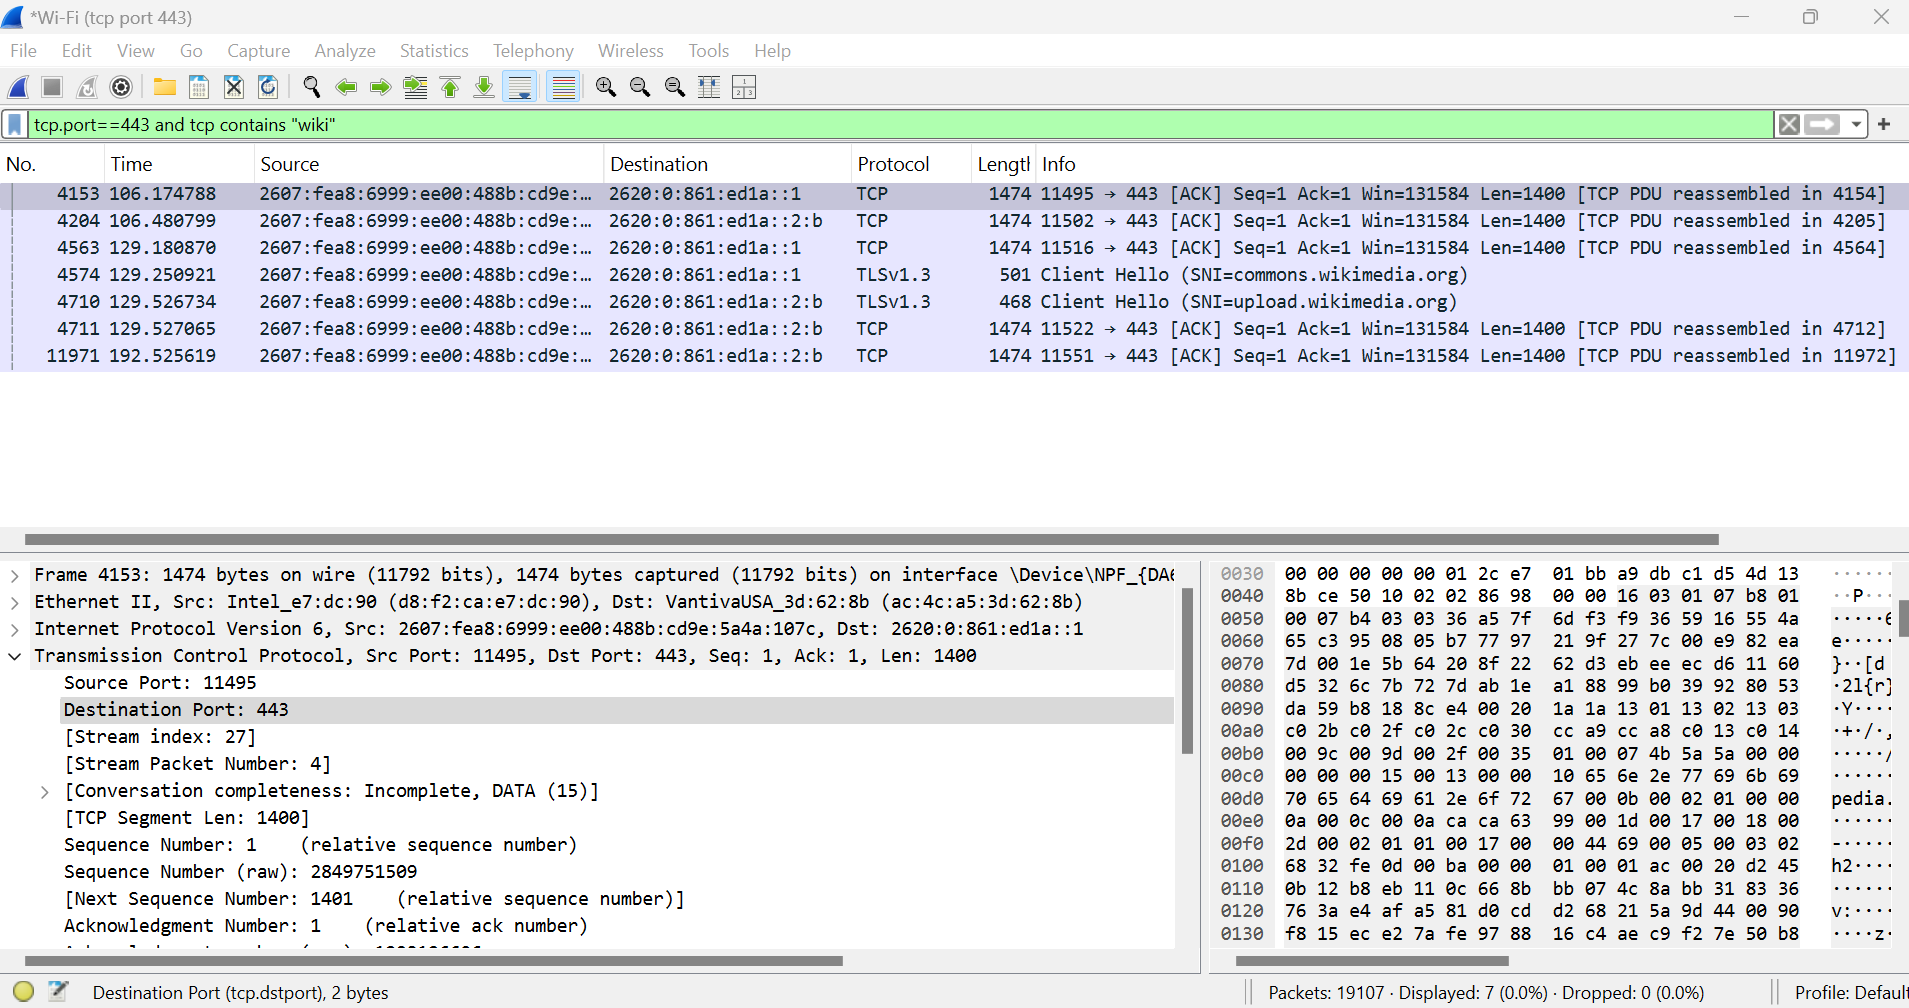 *Wi-Fi (tcp port 443)
File Edit View Go Capture Analyze Statistics Telephony Wireless Tools Help
tcp.port==443 and tcp contains "wiki"
No. Time Source Destination Protocol Length Info
4153 106.174788 2607:fea8:6999:ee00:488b:cd9e:… 2620:0:861:ed1a::1 TCP 1474 11495 → 443 [ACK] Seq=1 Ack=1 Win=131584 Len=1400 [TCP PDU reassembled in 4154]
4204 106.480799 2607:fea8:6999:ee00:488b:cd9e:… 2620:0:861:ed1a::2:b TCP 1474 11502 → 443 [ACK] Seq=1 Ack=1 Win=131584 Len=1400 [TCP PDU reassembled in 4205]
4563 129.180870 2607:fea8:6999:ee00:488b:cd9e:… 2620:0:861:ed1a::1 TCP 1474 11516 → 443 [ACK] Seq=1 Ack=1 Win=131584 Len=1400 [TCP PDU reassembled in 4564]
4574 129.250921 2607:fea8:6999:ee00:488b:cd9e:… 2620:0:861:ed1a::1 TLSv1.3 501 Client Hello (SNI=commons.wikimedia.org)
4710 129.526734 2607:fea8:6999:ee00:488b:cd9e:… 2620:0:861:ed1a::2:b TLSv1.3 468 Client Hello (SNI=upload.wikimedia.org)
4711 129.527065 2607:fea8:6999:ee00:488b:cd9e:… 2620:0:861:ed1a::2:b TCP 1474 11522 → 443 [ACK] Seq=1 Ack=1 Win=131584 Len=1400 [TCP PDU reassembled in 4712]
11971 192.525619 2607:fea8:6999:ee00:488b:cd9e:… 2620:0:861:ed1a::2:b TCP 1474 11551 → 443 [ACK] Seq=1 Ack=1 Win=131584 Len=1400 [TCP PDU reassembled in 11972]
Frame 4153: 1474 bytes on wire (11792 bits), 1474 bytes captured (11792 bits) on interface \Device\NPF_{DA
Ethernet II, Src: Intel_e7:dc:90 (d8:f2:ca:e7:dc:90), Dst: VantivaUSA_3d:62:8b (ac:4c:a5:3d:62:8b)
Internet Protocol Version 6, Src: 2607:fea8:6999:ee00:488b:cd9e:5a4a:107c, Dst: 2620:0:861:ed1a::1
Transmission Control Protocol, Src Port: 11495, Dst Port: 443, Seq: 1, Ack: 1, Len: 1400
Source Port: 11495
Destination Port: 443
[Stream index: 27]
[Stream Packet Number: 4]
[Conversation completeness: Incomplete, DATA (15)]
[TCP Segment Len: 1400]
Sequence Number: 1 (relative sequence number)
Sequence Number (raw): 2849751509
[Next Sequence Number: 1401 (relative sequence number)]
Acknowledgment Number: 1 (relative ack number)
0030 00 00 00 00 00 01 2c e7 01 bb a9 db c1 d5 4d 13 ······
0040 8b ce 50 10 02 02 86 98 00 00 16 03 01 07 b8 01 ··P···
0050 00 07 b4 03 03 36 a5 7f 6d f3 f9 36 59 16 55 4a ·····6
0060 65 c3 95 08 05 b7 77 97 21 9f 27 7c 00 e9 82 ea e·····
0070 7d 00 1e 5b 64 20 8f 22 62 d3 eb ee ec d6 11 60 }··[d
0080 d5 32 6c 7b 72 7d ab 1e a1 88 99 b0 39 92 80 53 ·2l{r}
0090 da 59 b8 18 8c e4 00 20 1a 1a 13 01 13 02 13 03 ·Y····
00a0 c0 2b c0 2f c0 2c c0 30 cc a9 cc a8 c0 13 c0 14 ·+·/·,
00b0 00 9c 00 9d 00 2f 00 35 01 00 07 4b 5a 5a 00 00 ·····/
00c0 00 00 00 15 00 13 00 00 10 65 6e 2e 77 69 6b 69 ······
00d0 70 65 64 69 61 2e 6f 72 67 00 0b 00 02 01 00 00 pedia.
00e0 0a 00 0c 00 0a ca ca 63 99 00 1d 00 17 00 18 00 ······
00f0 2d 00 02 01 01 00 17 00 00 44 69 00 05 00 03 02 -·····
0100 68 32 fe 0d 00 ba 00 00 01 00 01 ac 00 20 d2 45 h2····
0110 0b 12 b8 eb 11 0c 66 8b bb 07 4c 8a bb 31 83 36 ······
0120 76 3a e4 af a5 81 d0 cd d2 68 21 5a 9d 44 00 90 v:····
0130 f8 15 ec e2 7a fe 97 88 16 c4 ae c9 f2 7e 50 b8 ····z·
Destination Port (tcp.dstport), 2 bytes
Packets: 19107 · Displayed: 7 (0.0%) · Dropped: 0 (0.0%)
Profile: Default